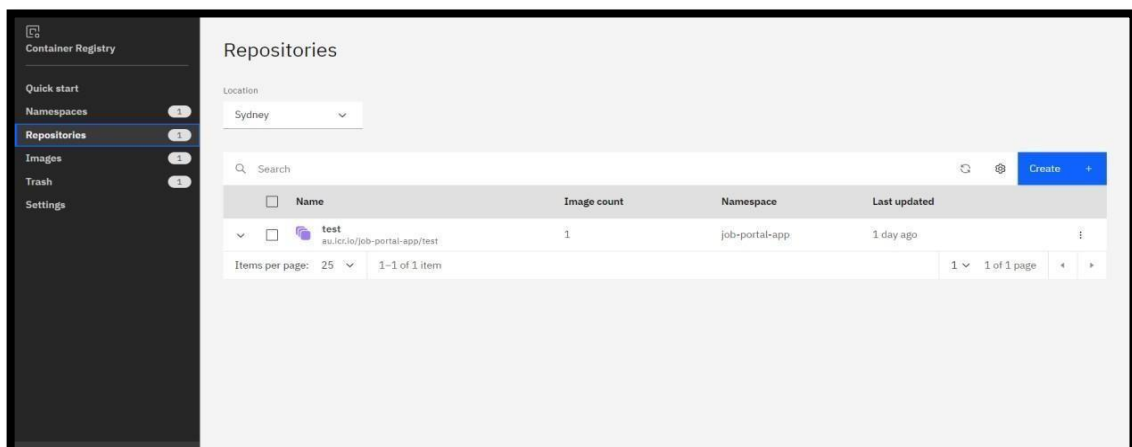 Container Registry
Quick start
Namespaces 1
Repositories 1
Images 1
Trash 1
Settings
Repositories
Location
Sydney
Search
Create +
Name Image count Namespace Last updated
test 1 job-portal-app 1 day ago
au.icr.io/job-portal-app/test
Items per page: 25 1–1 of 1 item 1 1 of 1 page